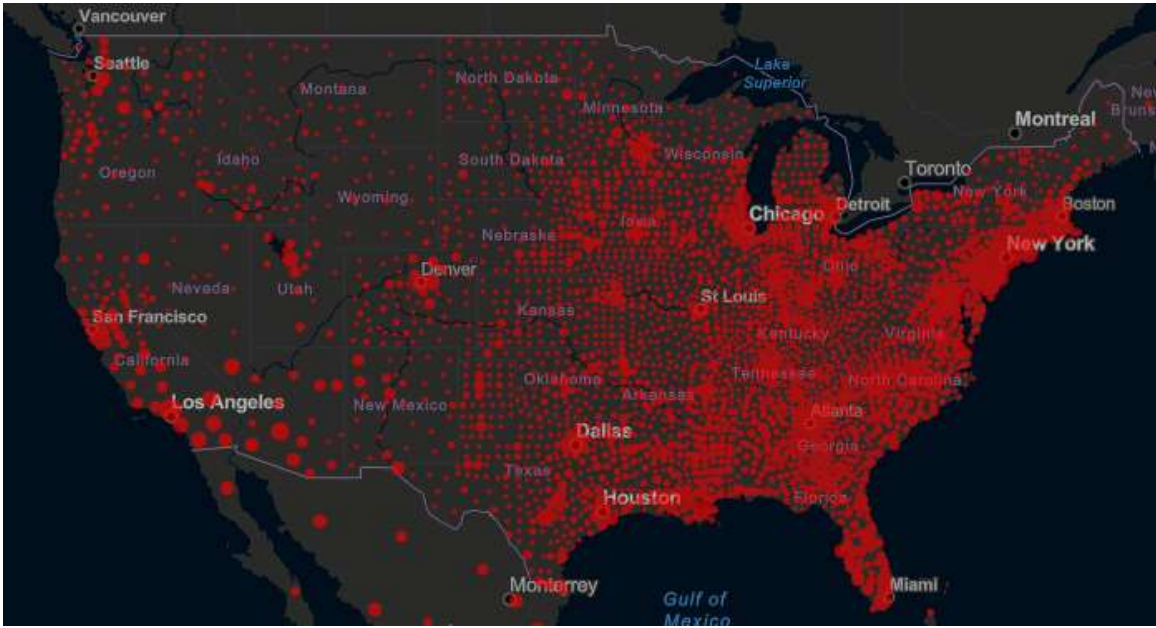 Vancouver
Seattle
Montana
North Dakota
Lake
Superior
Minnesota
Montreal
New
Bruns
Oregon
Idaho
South Dakota
Wisconsin
Toronto
Wyoming
New York
Detroit
Boston
Nebraska
Iowa
Chicago
New York
Nevada
Utah
Denver
Ohio
San Francisco
Kansas
St Louis
Kentucky
Virginia
California
Oklahoma
Arkansas
Tennessee
North Carolina
Los Angeles
New Mexico
Atlanta
Dallas
Georgia
Texas
Houston
Florida
Monterrey
Miami
Gulf of
Mexico